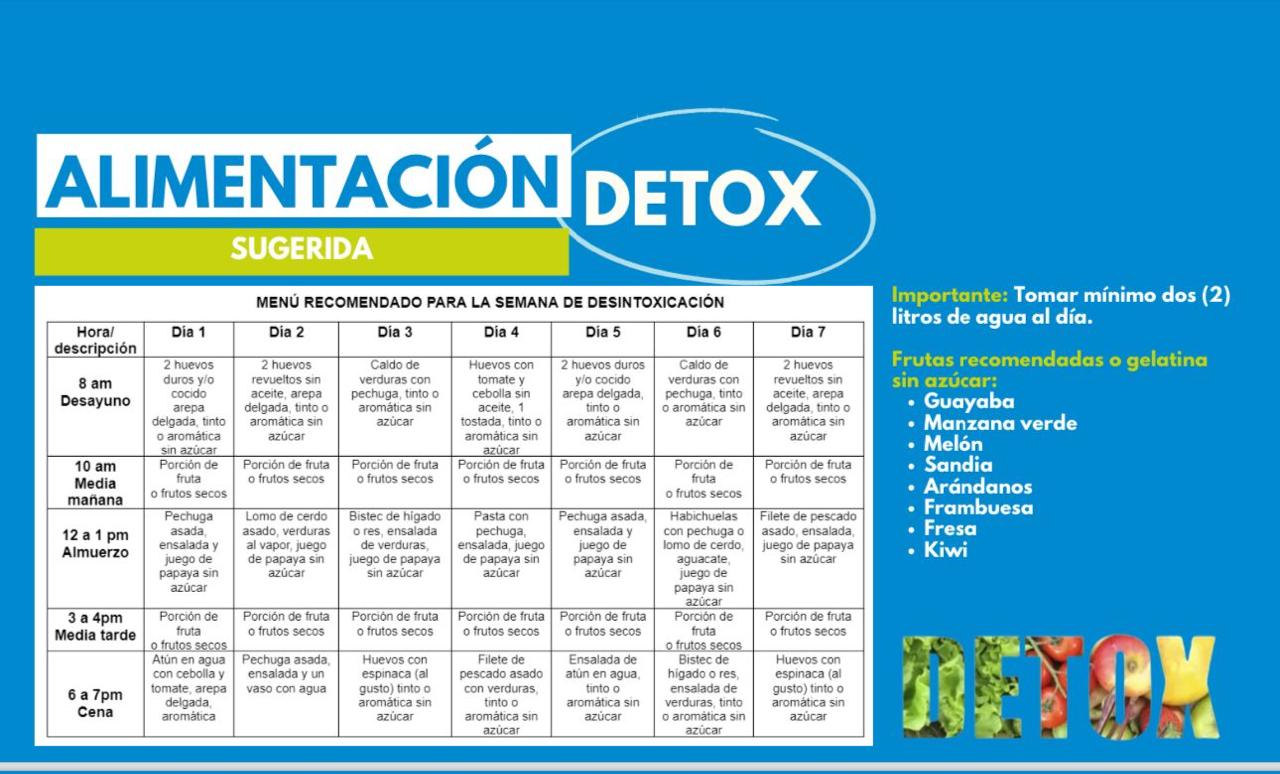 ALIMENTACIÓN
DETOX
SUGERIDA
MENÚ RECOMENDADO PARA LA SEMANA DE DESINTOXICACIÓN
Hora/
descripción
Día 1
Día 2
Día 3
Día 4
Día 5
Día 6
Día 7
8 am
Desayuno
2 huevos
duros y/o
cocido
arepa
delgada, tinto
o aromática
sin azúcar
2 huevos
revueltos sin
aceite, arepa
delgada, tinto o
aromática sin
azúcar
Caldo de
verduras con
pechuga, tinto o
aromática sin
azúcar
Huevos con
tomate y
cebolla sin
aceite, 1
tostada, tinto o
aromática sin
azúcar
2 huevos duros
y/o cocido
arepa delgada,
tinto o
aromática sin
azúcar
Caldo de
verduras con
pechuga, tinto
o aromática sin
azúcar
2 huevos
revueltos sin
aceite, arepa
delgada, tinto o
aromática sin
azúcar
10 am
Media
mañana
Porción de
fruta
o frutos secos
Porción de fruta
o frutos secos
Porción de fruta
o frutos secos
Porción de fruta
o frutos secos
Porción de fruta
o frutos secos
Porción de
fruta
o frutos secos
Porción de fruta
o frutos secos
12 a 1 pm
Almuerzo
Pechuga
asada,
ensalada y
juego de
papaya sin
azúcar
Lomo de cerdo
asado, verduras
al vapor, juego
de papaya sin
azúcar
Bistec de hígado
o res, ensalada
de verduras,
juego de papaya
sin azúcar
Pasta con
pechuga,
ensalada, juego
de papaya sin
azúcar
Pechuga asada,
ensalada y
juego de
papaya sin
azúcar
Habichuelas
con pechuga o
lomo de cerdo,
aguacate,
juego de
papaya sin
azúcar
Filete de pescado
asado, ensalada,
juego de papaya
sin azúcar
3 a 4pm
Media tarde
Porción de
fruta
o frutos secos
Porción de fruta
o frutos secos
Porción de fruta
o frutos secos
Porción de fruta
o frutos secos
Porción de fruta
o frutos secos
Porción de
fruta
o frutos secos
Porción de fruta
o frutos secos
6 a 7pm
Cena
Atún en agua
con cebolla y
tomate, arepa
delgada,
aromática
Pechuga asada,
ensalada y un
vaso con agua
Huevos con
espinaca (al
gusto) tinto o
aromática sin
azúcar
Filete de
pescado asado
con verduras,
tinto o
aromática sin
azúcar
Ensalada de
atún en agua,
tinto o
aromática sin
azúcar
Bistec de
hígado o res,
ensalada de
verduras, tinto
o aromática sin
azúcar
Huevos con
espinaca (al
gusto) tinto o
aromática sin
azúcar
Importante: Tomar mínimo dos (2)
litros de agua al día.
Frutas recomendadas o gelatina
sin azúcar:
• Guayaba
• Manzana verde
• Melón
• Sandia
• Arándanos
• Frambuesa
• Fresa
• Kiwi
DETOX